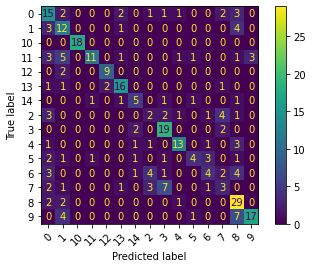 0 15 2 0 0 0 2 0 1 1 1 0 0 2 3 0
1 3 12 0 0 0 1 0 0 0 0 0 0 0 4 0
10 0 0 18 0 0 0 0 0 0 0 0 0 0 0 0
11 3 5 0 11 0 1 0 0 0 1 1 0 1 1 3
12 0 2 0 0 9 0 0 0 0 0 0 0 0 0 0
13 1 1 0 0 2 16 0 0 0 0 0 0 1 0 0
14 0 0 0 1 0 1 5 0 1 0 1 0 0 1 0
2 3 0 0 0 0 0 0 2 2 1 0 1 4 1 0
3 2 0 0 0 0 0 0 0 19 0 0 0 2 0 0
4 1 0 0 0 0 0 1 1 0 13 1 0 0 3 0
5 2 1 0 1 0 0 1 0 1 0 4 3 0 1 0
6 3 0 0 0 0 0 1 4 1 0 0 4 2 4 0
7 2 1 0 0 0 1 0 3 7 0 0 1 3 0 0
8 2 2 0 0 0 0 0 0 0 1 0 0 0 29 0
9 0 4 0 0 0 0 0 0 0 0 1 0 0 7 17
0 1 10 11 12 13 14 2 3 4 5 6 7 8 9
Predicted label
True label
25
20
15
10
5
0